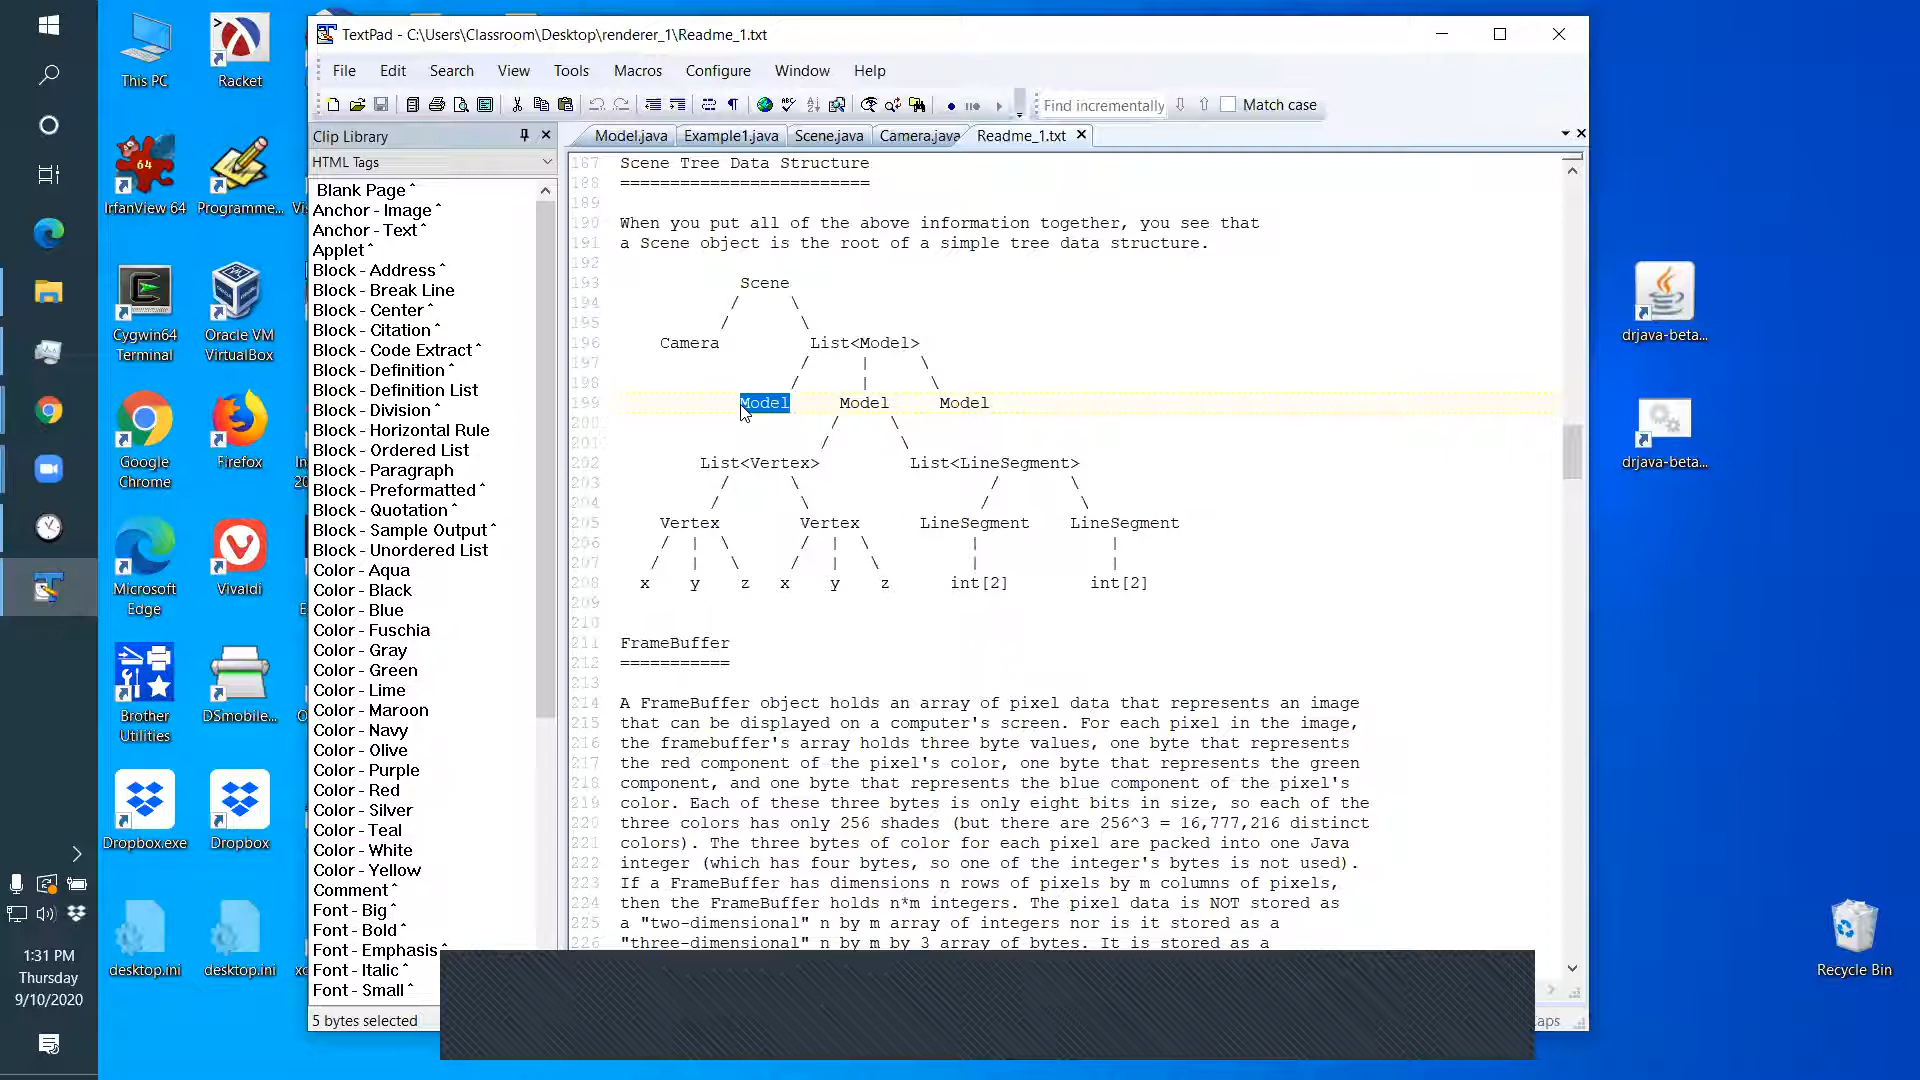 TextPad - C:\Users\Classroom\Desktop\renderer_1\Readme_1.txt
File Edit Search View Tools Macros Configure Window Help
Find incrementally Match case
Clip Library
HTML Tags
Blank Page ^
Anchor - Image ^
Anchor - Text ^
Applet ^
Block - Address ^
Block - Break Line
Block - Center ^
Block - Citation ^
Block - Code Extract ^
Block - Definition ^
Block - Definition List
Block - Division ^
Block - Horizontal Rule
Block - Ordered List
Block - Paragraph
Block - Preformatted ^
Block - Quotation ^
Block - Sample Output ^
Block - Unordered List
Color - Aqua
Color - Black
Color - Blue
Color - Fuschia
Color - Gray
Color - Green
Color - Lime
Color - Maroon
Color - Navy
Color - Olive
Color - Purple
Color - Red
Color - Silver
Color - Teal
Color - White
Color - Yellow
Comment ^
Font - Big ^
Font - Bold ^
Font - Emphasis ^
Font - Italic ^
Font - Small ^
5 bytes selected
Model.java Example1.java Scene.java Camera.java Readme_1.txt
187 Scene Tree Data Structure
188 =========================
189
190 When you put all of the above information together, you see that
191 a Scene object is the root of a simple tree data structure.
192
193 Scene
194 / \
195 / \
196 Camera List<Model>
197 / | \
198 / | \
199 Model Model Model
200 / \
201 / \
202 List<Vertex> List<LineSegment>
203 / \ / \
204 / \ / \
205 Vertex Vertex LineSegment LineSegment
206 / | \ / | \ | |
207 / | \ / | \ | |
208 x y z x y z int[2] int[2]
209
210
211 FrameBuffer
212 ===========
213
214 A FrameBuffer object holds an array of pixel data that represents an image
215 that can be displayed on a computer's screen. For each pixel in the image,
216 the framebuffer's array holds three byte values, one byte that represents
217 the red component of the pixel's color, one byte that represents the green
218 component, and one byte that represents the blue component of the pixel's
219 color. Each of these three bytes is only eight bits in size, so each of the
220 three colors has only 256 shades (but there are 256^3 = 16,777,216 distinct
221 colors). The three bytes of color for each pixel are packed into one Java
222 integer (which has four bytes, so one of the integer's bytes is not used).
223 If a FrameBuffer has dimensions n rows of pixels by m columns of pixels,
224 then the FrameBuffer holds n*m integers. The pixel data is NOT stored as
225 a "two-dimensional" n by m array of integers nor is it stored as a
226 "three-dimensional" n by m by 3 array of bytes. It is stored as a
This PC
Racket
64
IrfanView 64
Programme...
Cygwin64
Terminal
Oracle VM
VirtualBox
Google
Chrome
Firefox
Microsoft
Edge
Vivaldi
Brother
Utilities
DSmobile...
Dropbox.exe
Dropbox
desktop.ini
desktop.ini
drjava-beta...
drjava-beta...
Recycle Bin
1:31 PM
Thursday
9/10/2020